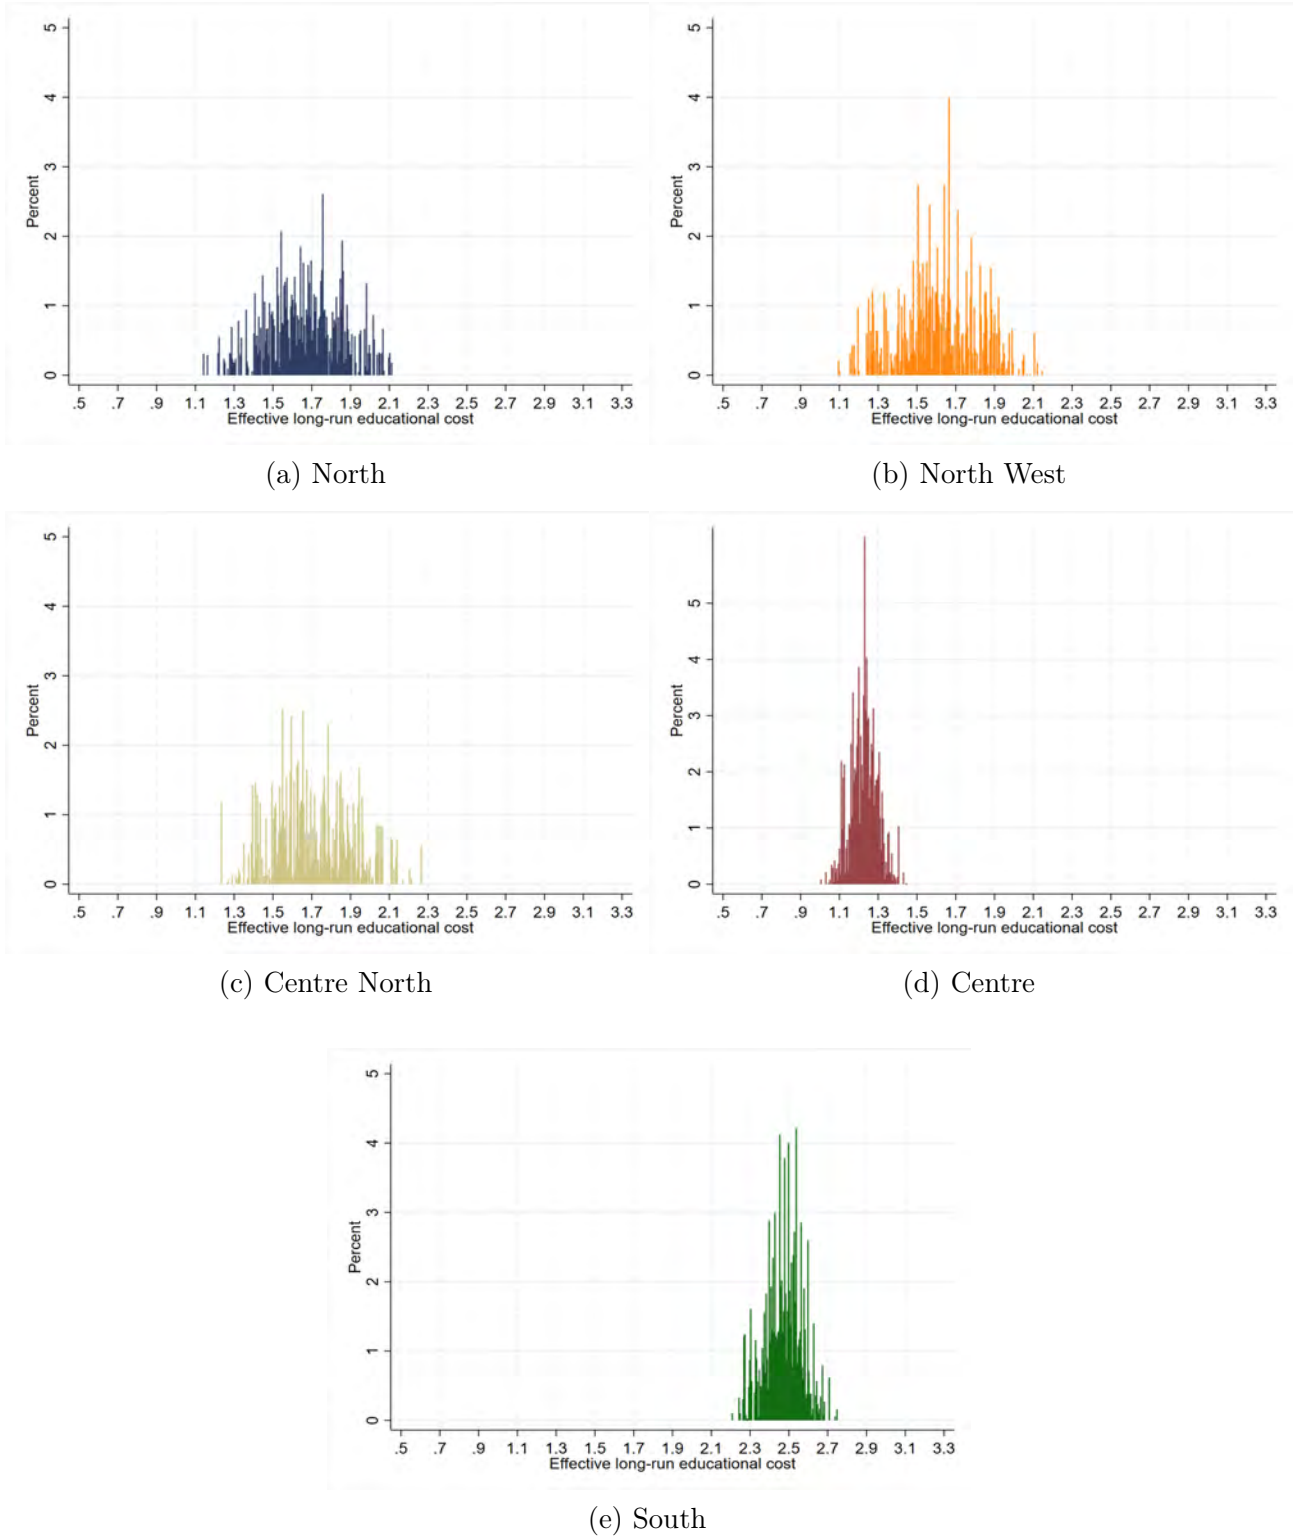 5
4
3
2
1
0
Percent
.5 .7 .9 1.1 1.3 1.5 1.7 1.9 2.1 2.3 2.5 2.7 2.9 3.1 3.3
Effective long-run educational cost
(a) North
5
4
3
2
1
0
Percent
.5 .7 .9 1.1 1.3 1.5 1.7 1.9 2.1 2.3 2.5 2.7 2.9 3.1 3.3
Effective long-run educational cost
(b) North West
5
4
3
2
1
0
Percent
.5 .7 .9 1.1 1.3 1.5 1.7 1.9 2.1 2.3 2.5 2.7 2.9 3.1 3.3
Effective long-run educational cost
(c) Centre North
5
4
3
2
1
0
Percent
.5 .7 .9 1.1 1.3 1.5 1.7 1.9 2.1 2.3 2.5 2.7 2.9 3.1 3.3
Effective long-run educational cost
(d) Centre
5
4
3
2
1
0
Percent
.5 .7 .9 1.1 1.3 1.5 1.7 1.9 2.1 2.3 2.5 2.7 2.9 3.1 3.3
Effective long-run educational cost
(e) South